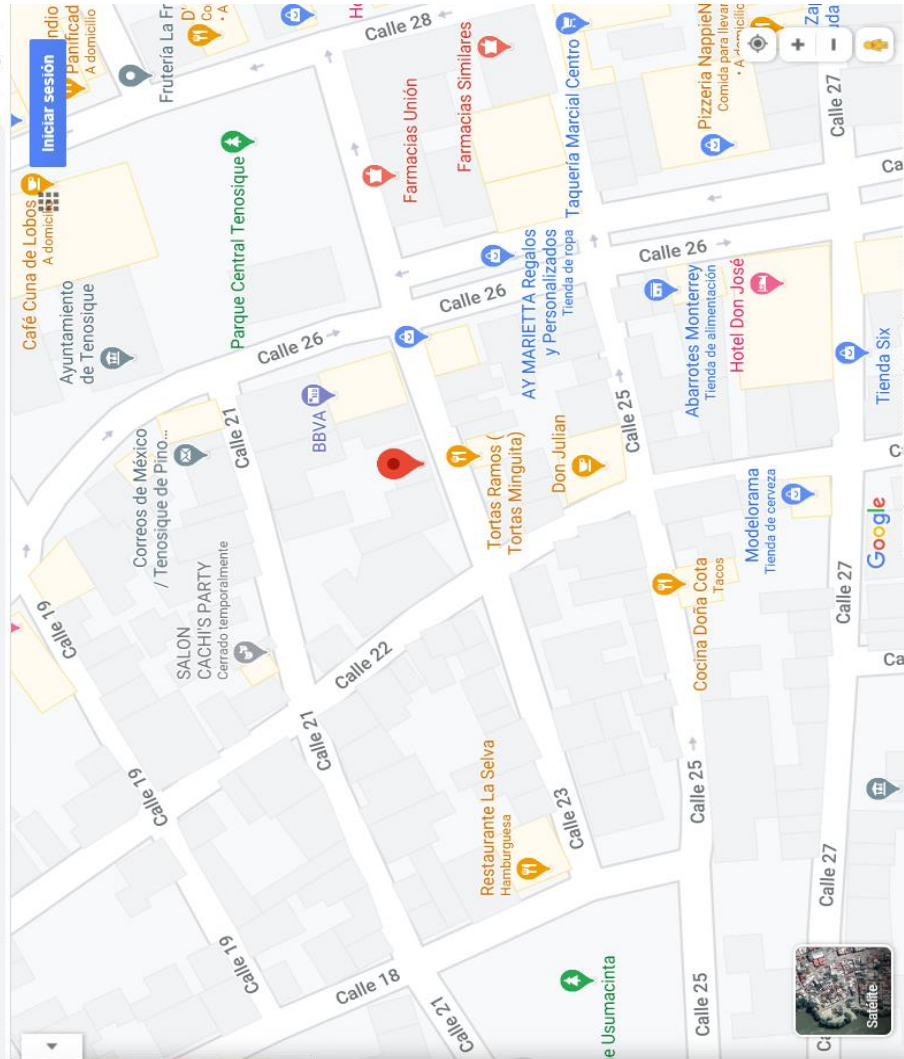 Café Cuna de Lobos
A domicilio
Iniciar sesión
ndio
Panificad
A domicilio
Ayuntamiento
de Tenosique
Calle 19
Correos de México
/ Tenosique de Pino...
Frutería La Fr
Calle 19
SALON
CACHI'S PARTY
Cerrado temporalmente
Calle 21
Parque Central Tenosique
Calle 19
Calle 26
Calle 21
BBVA
Calle 22
Calle 18
Calle 28
Farmacias Unión
Calle 21
Calle 26
Farmacias Similares
Restaurante La Selva
Hamburguesa
Tortas Ramos (
Tortas Minguita)
AY MARIETTA Regalos
y Personalizados
Tienda de ropa
Don Julian
Calle 23
Taquería Marcial Centro
e Usumacinta
Calle 25
Calle 26
Calle 25
Calle 25
Cocina Doña Cota
Tacos
Abarrotes Monterrey
Tienda de alimentación
Pizzeria NappieN
Comida para llevar
Hotel Don José
Modelorama
Tienda de cerveza
Calle 27
Calle 27
Calle 27
Tienda Six
Satélite
Google